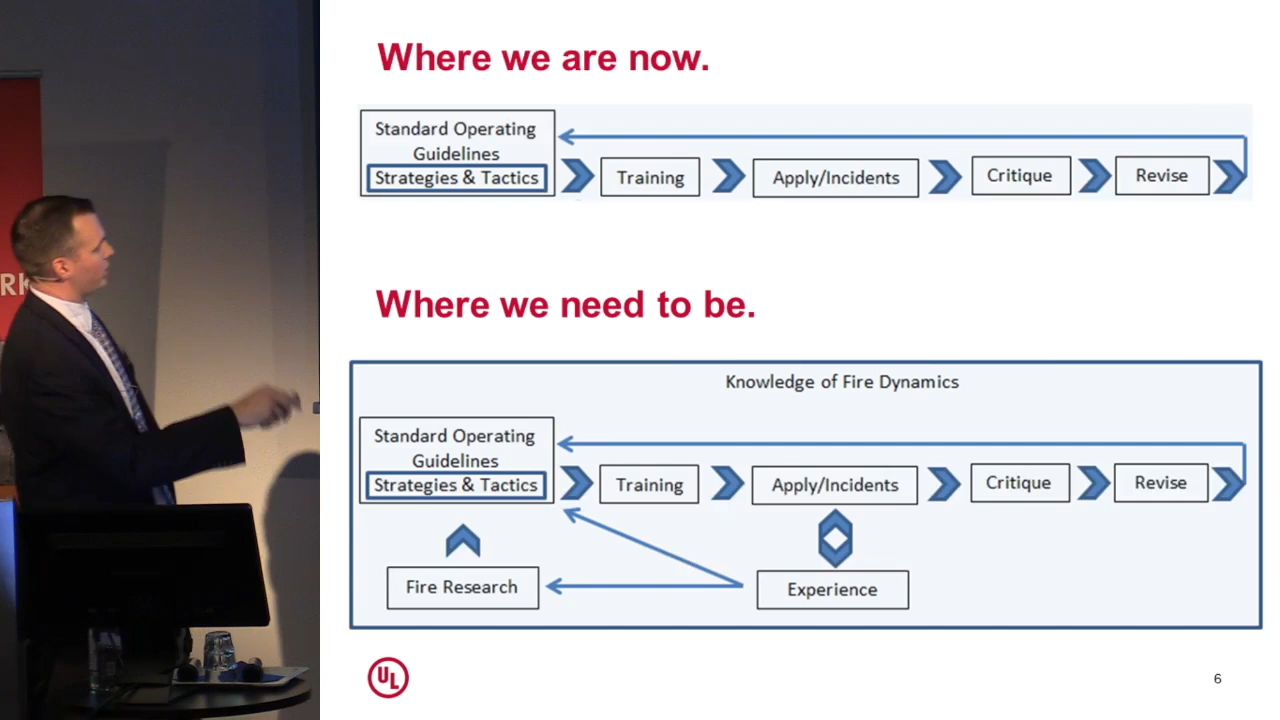 Where we are now.
Standard Operating
Guidelines
Strategies & Tactics
Training
Apply/Incidents
Critique
Revise
Where we need to be.
Knowledge of Fire Dynamics
Standard Operating
Guidelines
Strategies & Tactics
Training
Apply/Incidents
Critique
Revise
Fire Research
Experience
UL
6
RK